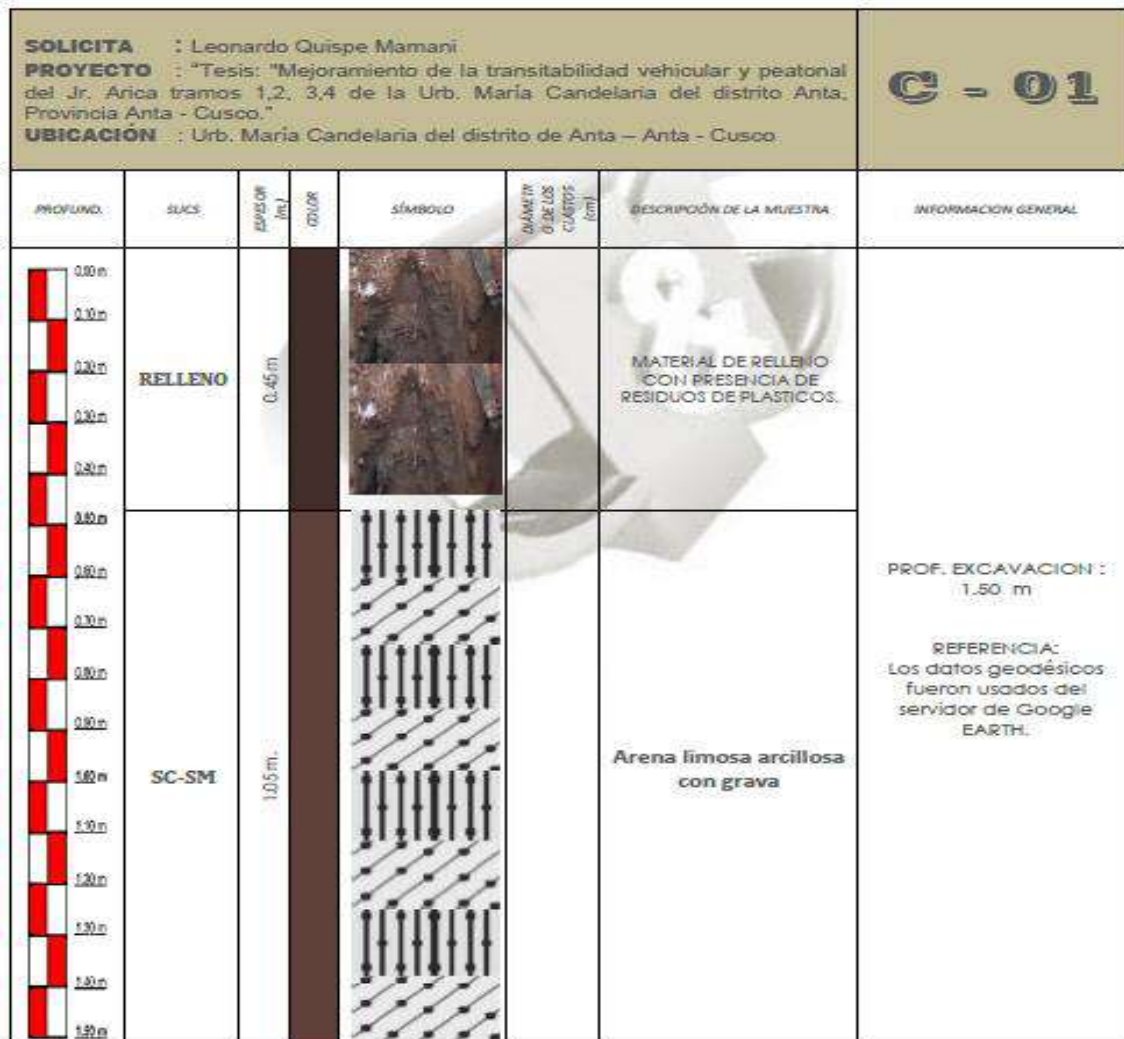 SOLICITA : Leonardo Quispe Mamani
PROYECTO : "Tesis: "Mejoramiento de la transitabilidad vehicular y peatonal
del Jr. Arica tramos 1,2, 3,4 de la Urb. María Candelaria del distrito Anta,
Provincia Anta - Cusco."
UBICACIÓN : Urb. María Candelaria del distrito de Anta – Anta - Cusco
C - 01
PROFUND.
SUCS
ESPESOR
(m.)
COLOR
SÍMBOLO
DIÁMETR
O DE LOS
CLÁSTOS
(cm)
DESCRIPCIÓN DE LA MUESTRA
INFORMACION GENERAL
0.00 m
0.10 m
0.20 m
0.30 m
0.40 m
0.50 m
0.60 m
0.70 m
0.80 m
0.90 m
1.00 m
1.10 m
1.20 m
1.30 m
1.40 m
1.50 m
RELLENO
0.45 m
MATERIAL DE RELLENO
CON PRESENCIA DE
RESIDUOS DE PLASTICOS.
SC-SM
1.05 m.
Arena limosa arcillosa
con grava
PROF. EXCAVACION :
1.50 m
REFERENCIA:
Los datos geodésicos
fueron usados del
servidor de Google
EARTH.